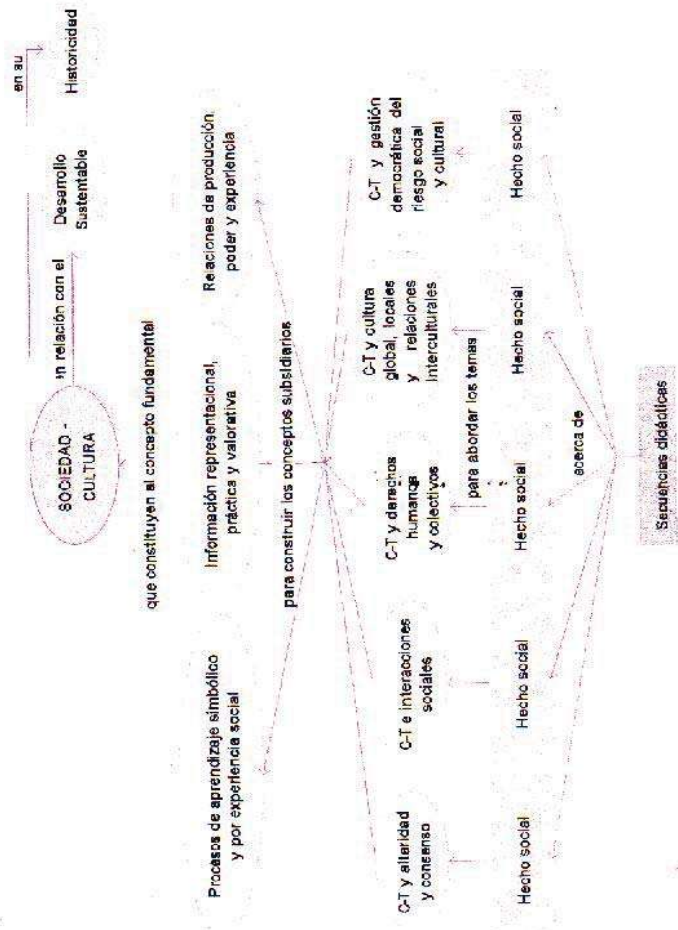 en su
SOCIEDAD -
CULTURA
en relación con el
Desarrollo
Sustentable
Historicidad
que constituyen al concepto fundamental
Procesos de aprendizaje simbólico
y por experiencia social
Información representacional,
práctica y valorativa
Relaciones de producción,
poder y experiencia
para construir los conceptos subsidiarios
C-T y alteridad
y consenso
C-T e interacciones
sociales
C-T y derechos
humanos
y colectivos
C-T y cultura
global, locales
y relaciones
interculturales
C-T y gestión
democrática del
riesgo social
y cultural
para abordar los temas
Hecho social
Hecho social
Hecho social
Hecho social
Hecho social
acerca de
Secuencias didácticas